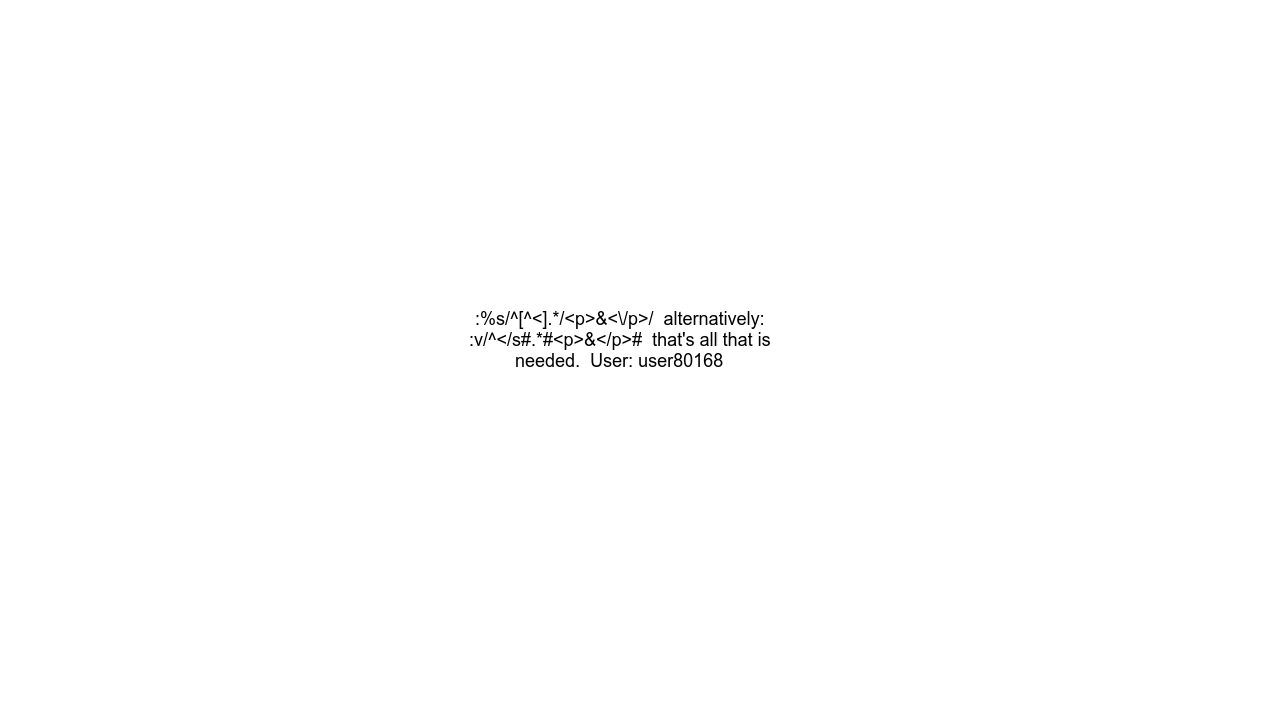 :%s/^[^<].*/<p>&<\/p>/  alternatively:
:v/^</s#.*#<p>&</p>#  that's all that is
needed.  User: user80168